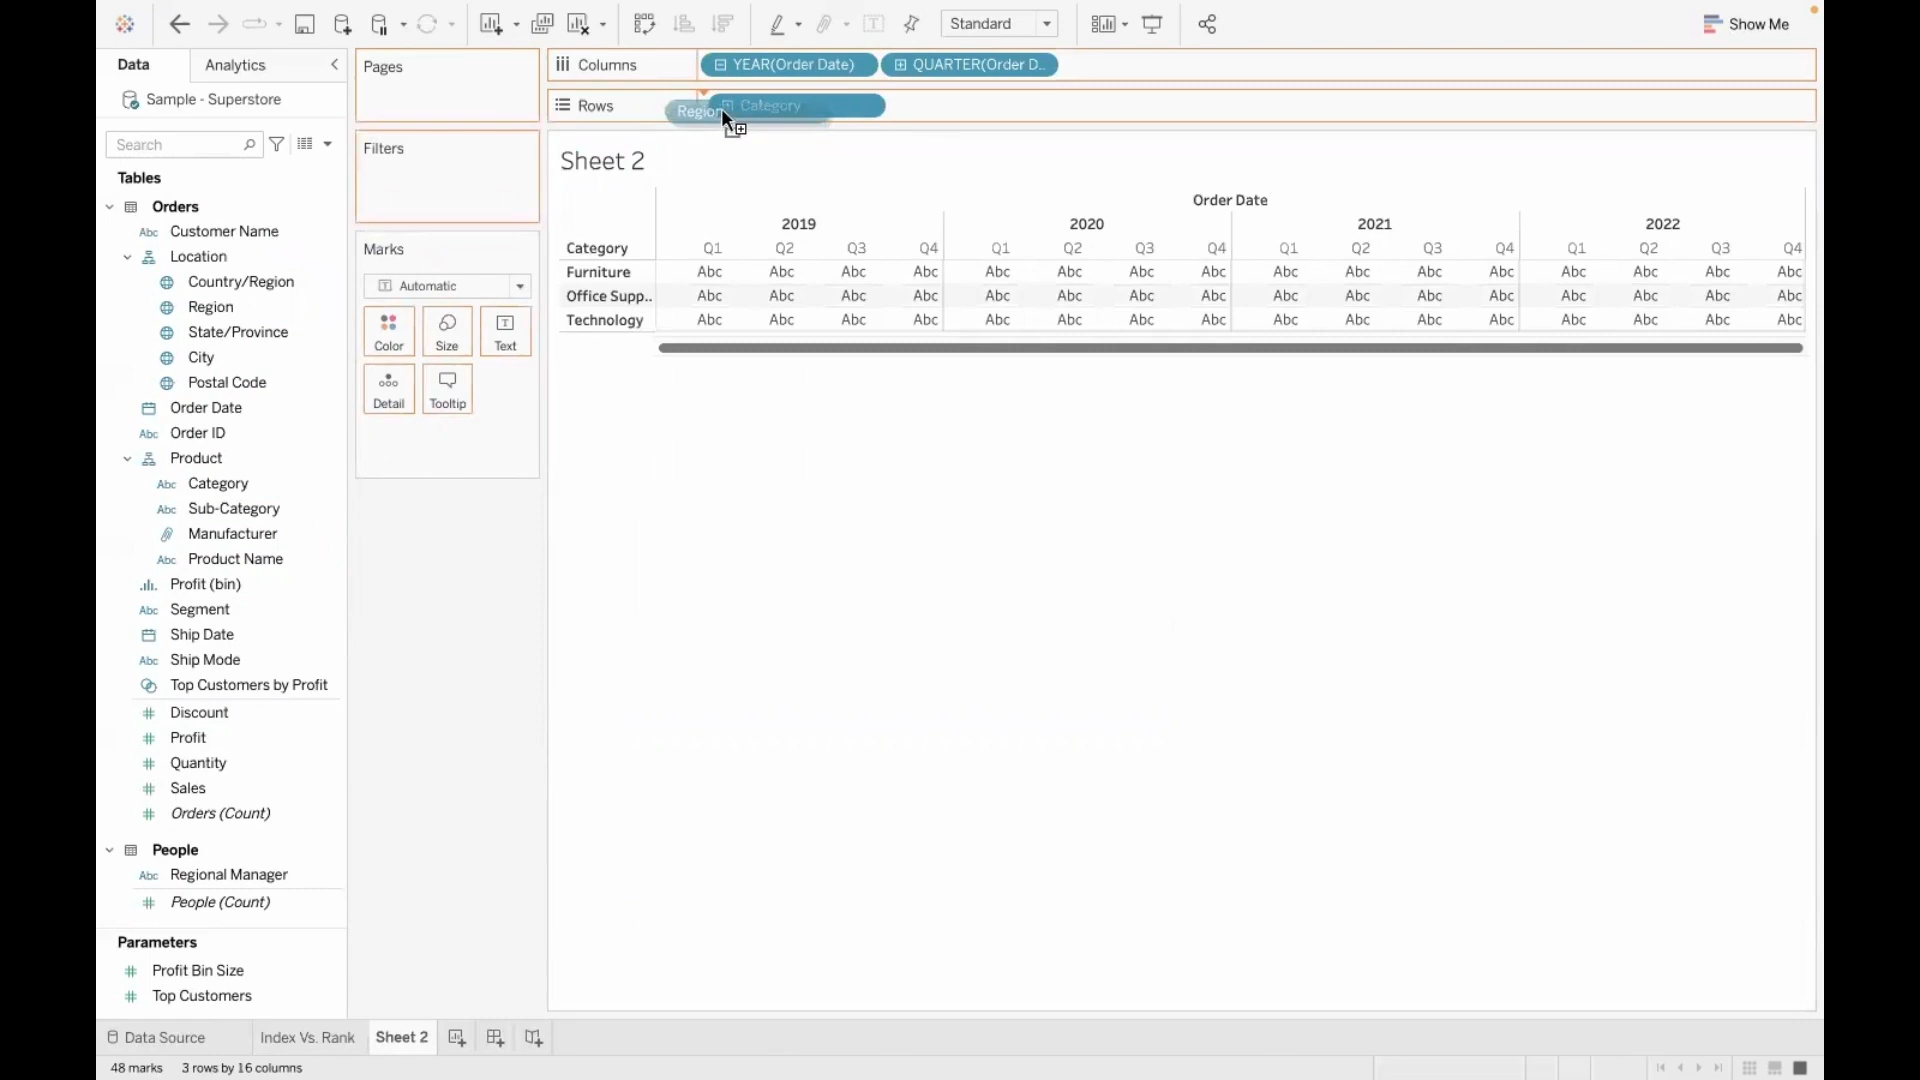 Standard
Show Me
Data
Analytics
Sample - Superstore
Search
Tables
Orders
Abc Customer Name
Location
Country/Region
Region
State/Province
City
Postal Code
Order Date
Abc Order ID
Product
Abc Category
Abc Sub-Category
Manufacturer
Abc Product Name
Profit (bin)
Abc Segment
Ship Date
Abc Ship Mode
Top Customers by Profit
# Discount
# Profit
# Quantity
# Sales
# Orders (Count)
People
Abc Regional Manager
# People (Count)
Parameters
# Profit Bin Size
# Top Customers
Pages
Filters
Marks
Automatic
Color Size Text
Detail Tooltip
Columns YEAR(Order Date) QUARTER(Order D..
Rows Region Category
Sheet 2
Order Date
2019 2020 2021 2022
Category Q1 Q2 Q3 Q4 Q1 Q2 Q3 Q4 Q1 Q2 Q3 Q4 Q1 Q2 Q3 Q4
Furniture Abc Abc Abc Abc Abc Abc Abc Abc Abc Abc Abc Abc Abc Abc Abc Abc
Office Supp.. Abc Abc Abc Abc Abc Abc Abc Abc Abc Abc Abc Abc Abc Abc Abc Abc
Technology Abc Abc Abc Abc Abc Abc Abc Abc Abc Abc Abc Abc Abc Abc Abc Abc
Data Source Index Vs. Rank Sheet 2
48 marks 3 rows by 16 columns